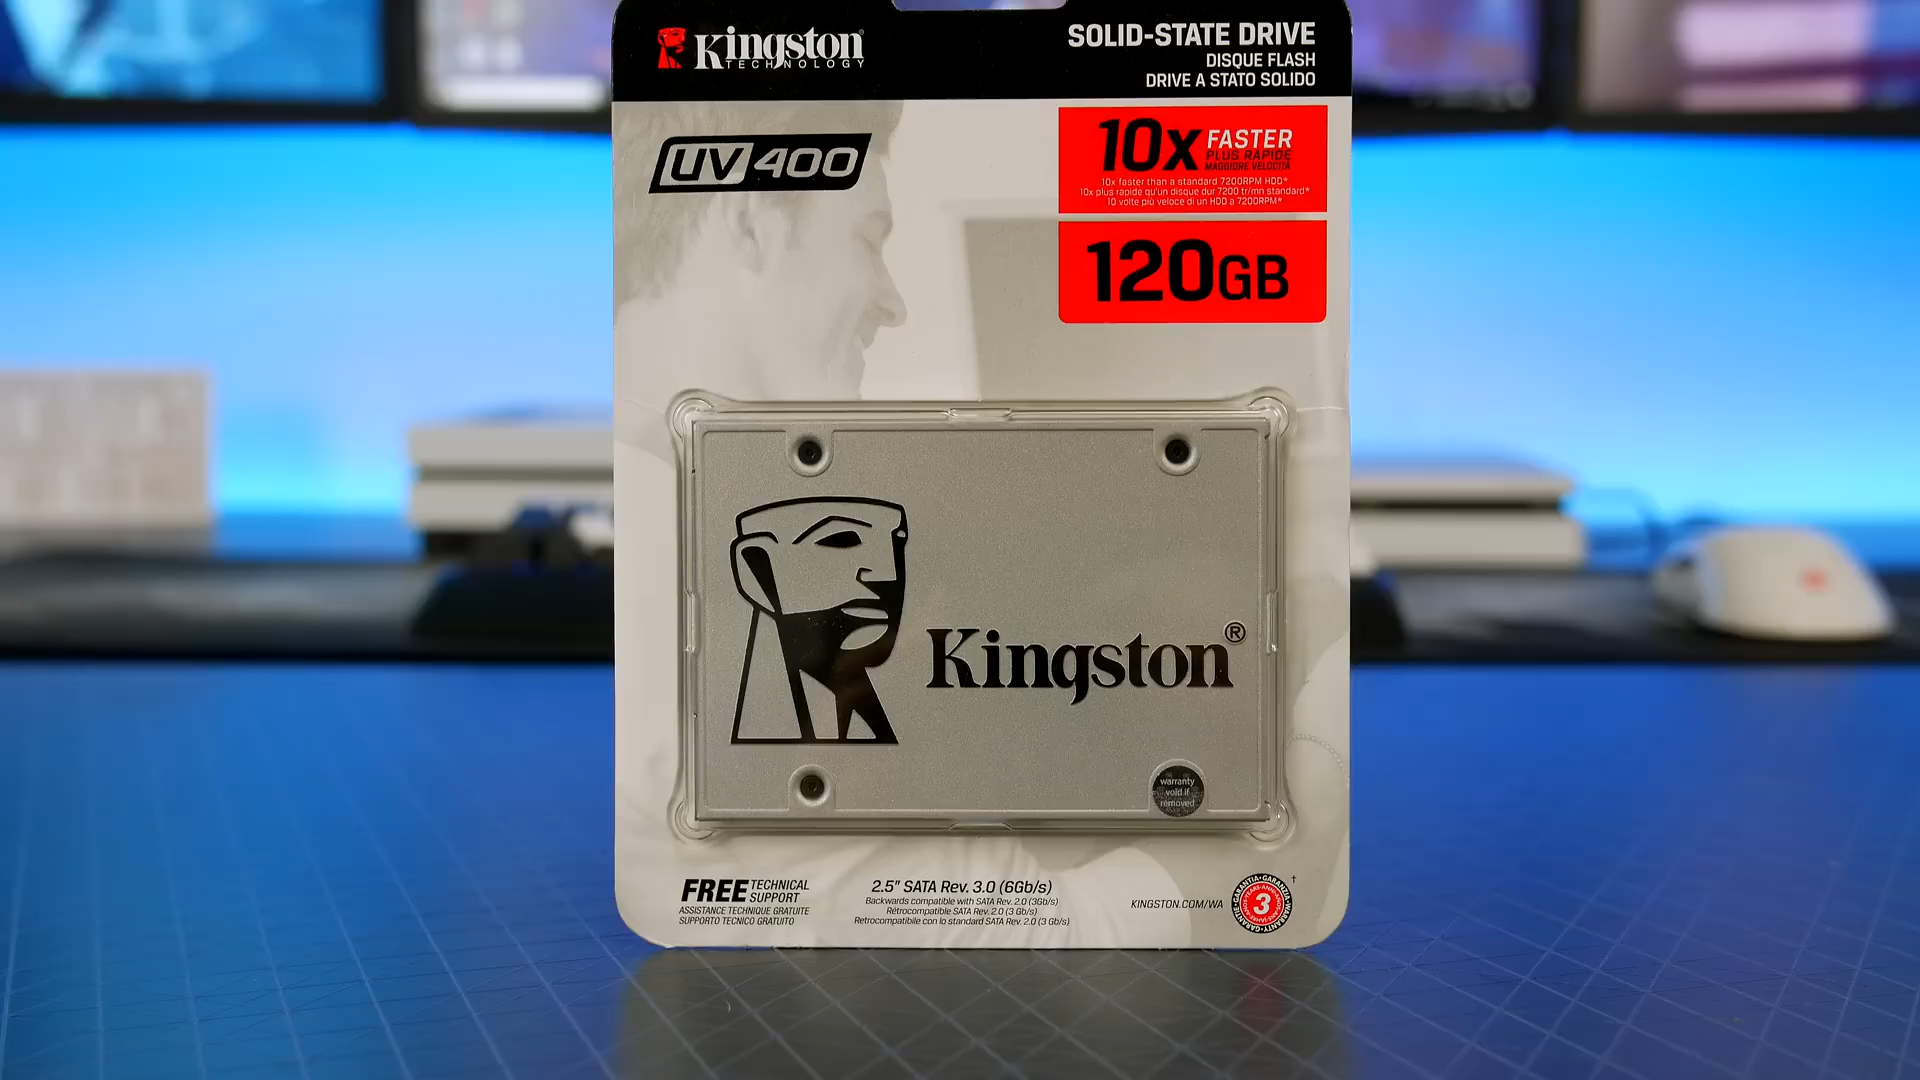 Kingston
TECHNOLOGY
SOLID-STATE DRIVE
DISQUE FLASH
DRIVE A STATO SOLIDO
UV400
10x FASTER
PLUS RAPIDE
MAGGIORE VELOCITÀ
10x faster than a standard 7200RPM HDD*
10x plus rapide qu'un disque dur 7200 tr/mn standard*
10 volte più veloce di un HDD a 7200RPM*
120GB
Kingston®
warranty
void if
removed
FREE TECHNICAL
SUPPORT
ASSISTANCE TECHNIQUE GRATUITE
SUPPORTO TECNICO GRATUITO
2.5" SATA Rev. 3.0 (6Gb/s)
Backwards compatible with SATA Rev. 2.0 (3Gb/s)
Rétrocompatible SATA Rev. 2.0 (3 Gb/s)
Retrocompatibile con lo standard SATA Rev. 2.0 (3 Gb/s)
KINGSTON.COM/WA
3
†